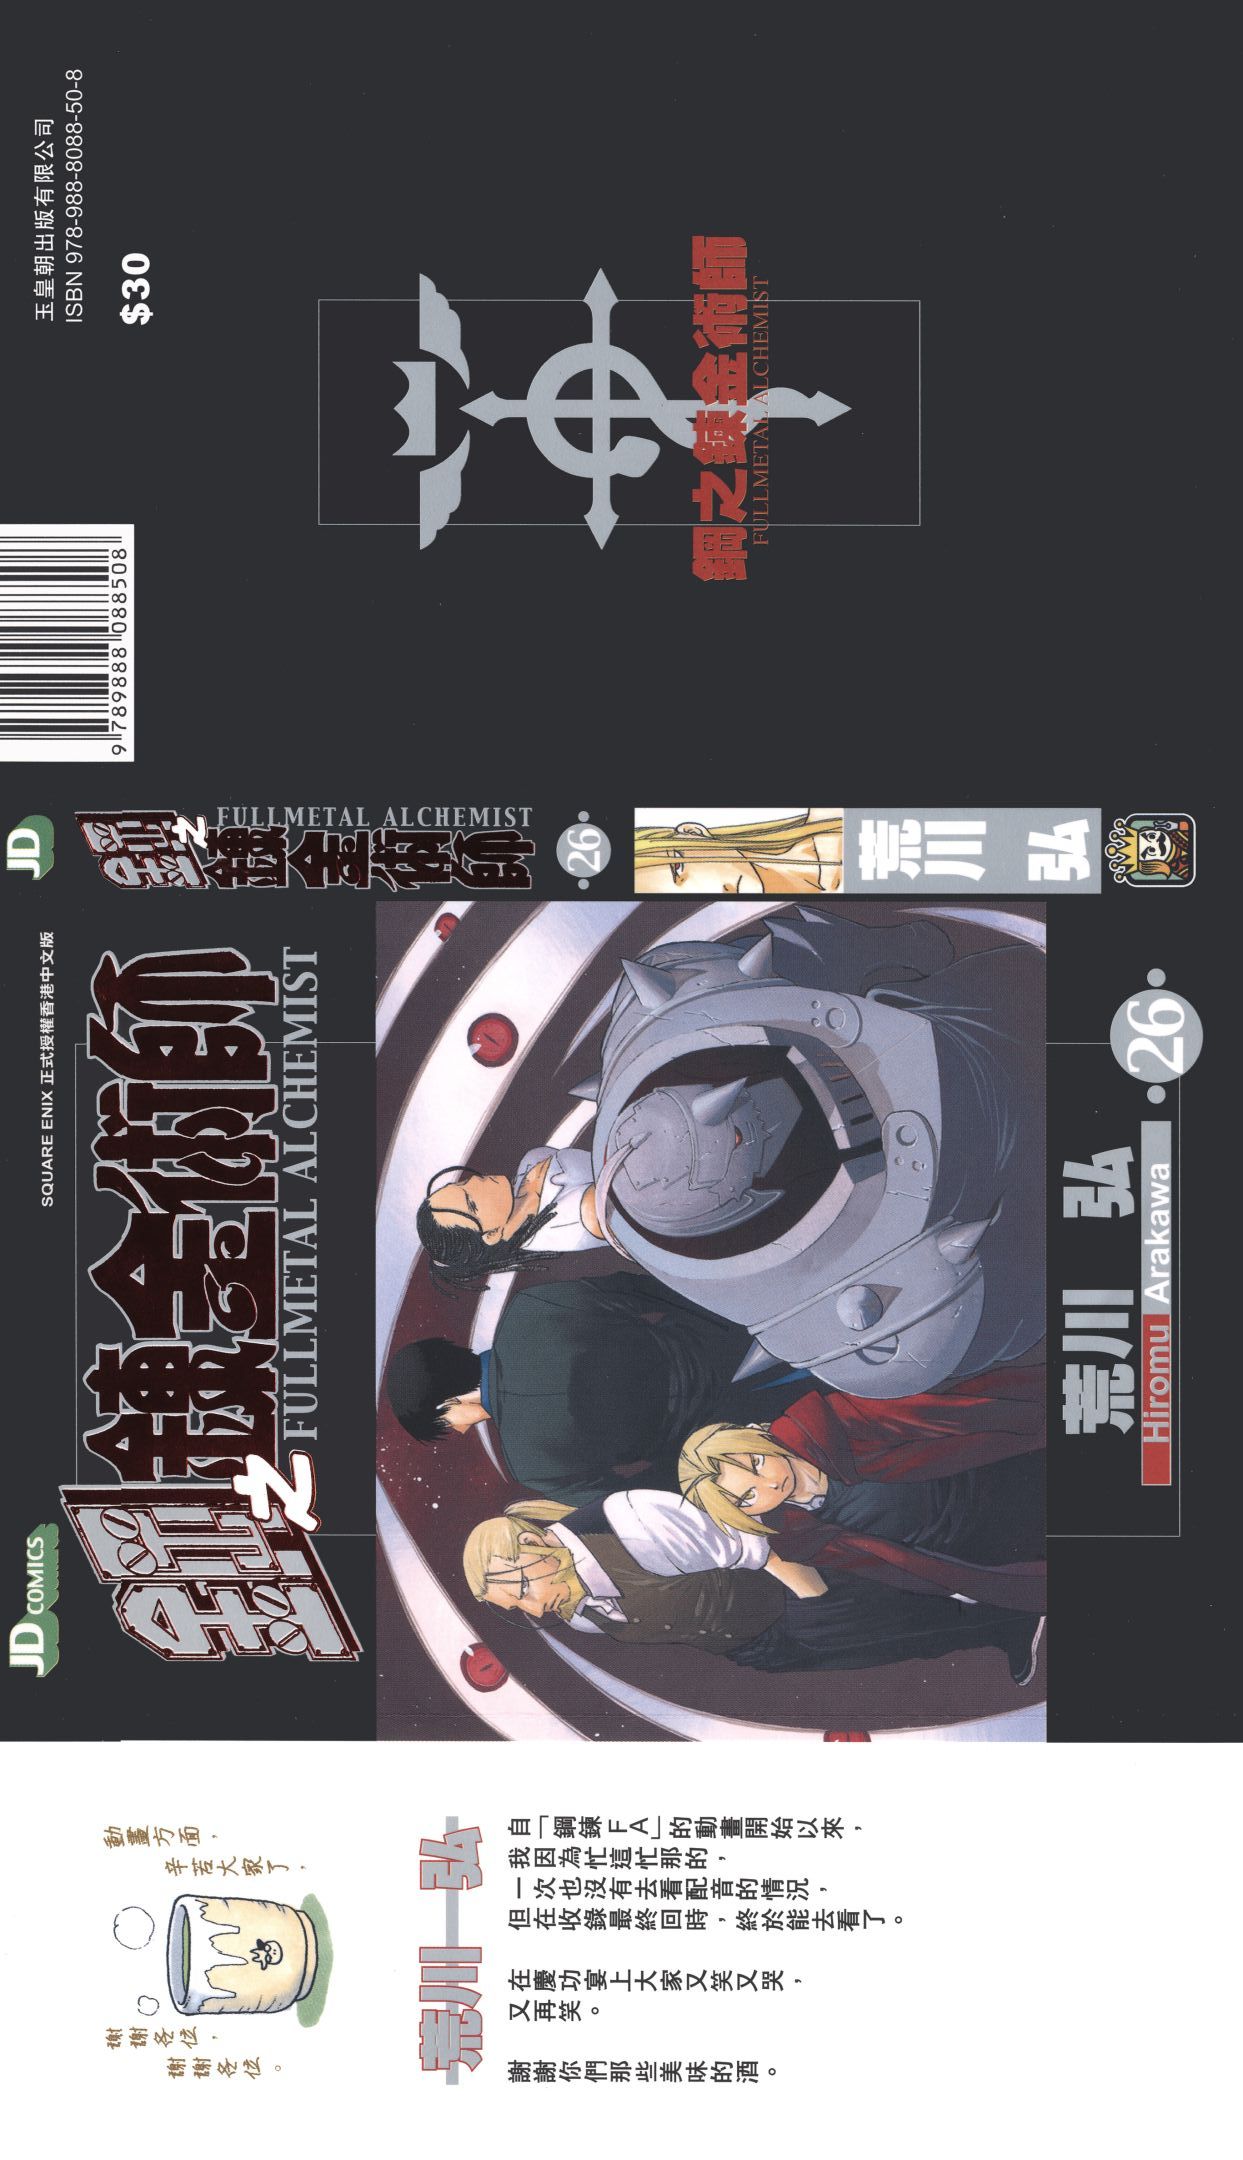 玉皇朝出版有限公司
ISBN 978-988-8088-50-8
$30
鋼之鍊金術師
FULLMETAL ALCHEMIST
9 789888 088508
JD
鋼之鍊金術師
FULLMETAL ALCHEMIST
26
荒川 弘
JD COMICS
SQUARE ENIX 正式授權香港中文版
鋼之鍊金術師
FULLMETAL ALCHEMIST
荒川 弘
Hiromu Arakawa
26
動畫方面，
辛苦大家了，
謝謝各位，
謝謝各位。
荒川 弘
自「鋼鍊FA」的動畫開始以來，
我因為忙這忙那的，
一次也沒有去看配音的情況，
但在收錄最終回時，終於能去看了。
在慶功宴上大家又笑又哭，
又再笑。
謝謝你們那些美味的酒。